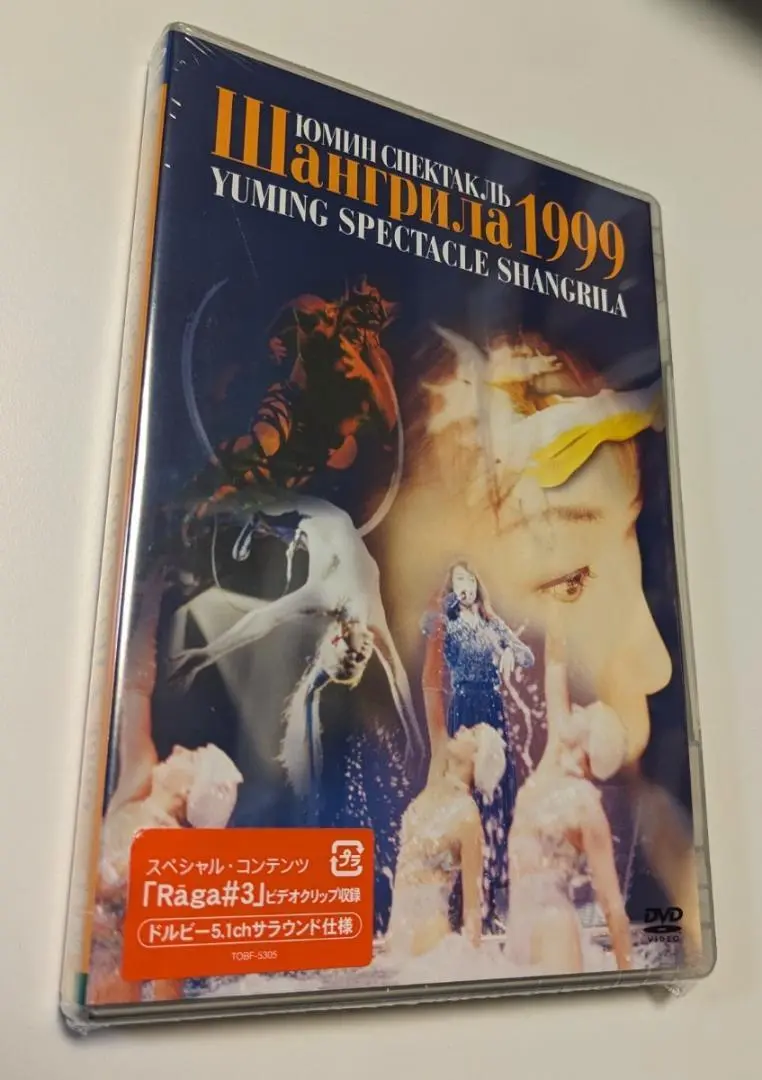 ЮМИН СПЕКТАКЛЬ
Шангрила 1999
YUMING SPECTACLE SHANGRILA
スペシャル・コンテンツ
「Rāga#3」ビデオクリップ収録
ドルビー5.1chサラウンド仕様
TOBF-5305
プラ
DVD
VIDEO